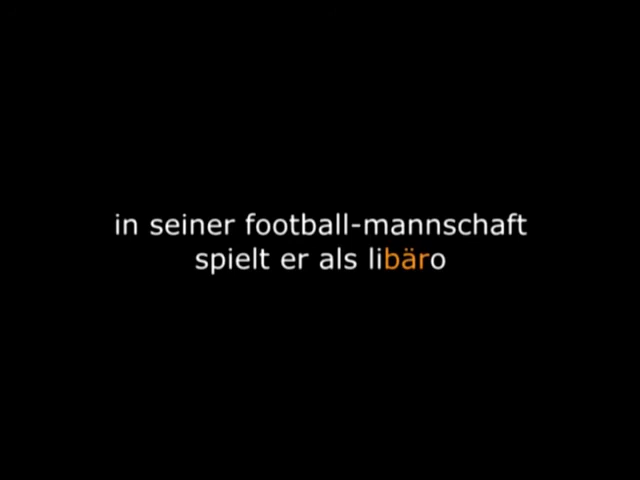 in seiner football-mannschaft
spielt er als libäro